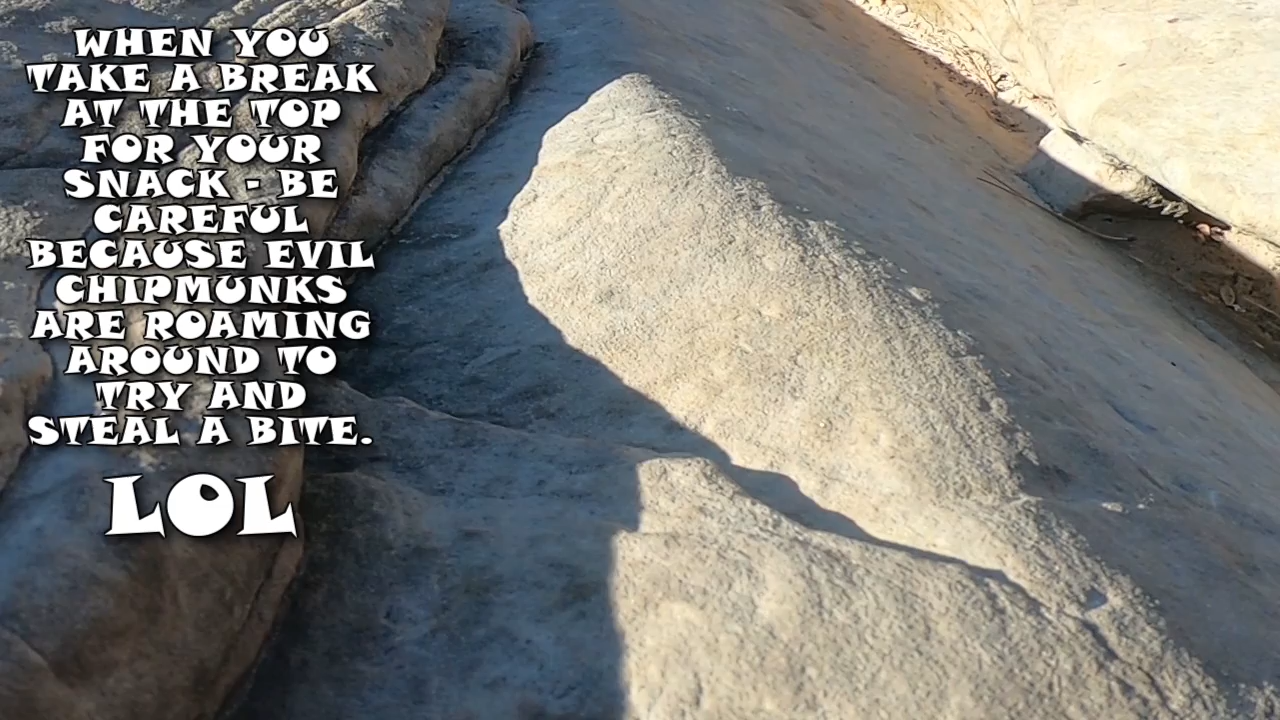 WHEN YOU
TAKE A BREAK
AT THE TOP
FOR YOUR
SNACK - BE
CAREFUL
BECAUSE EVIL
CHIPMUNKS
ARE ROAMING
AROUND TO
TRY AND
STEAL A BITE.
LOL